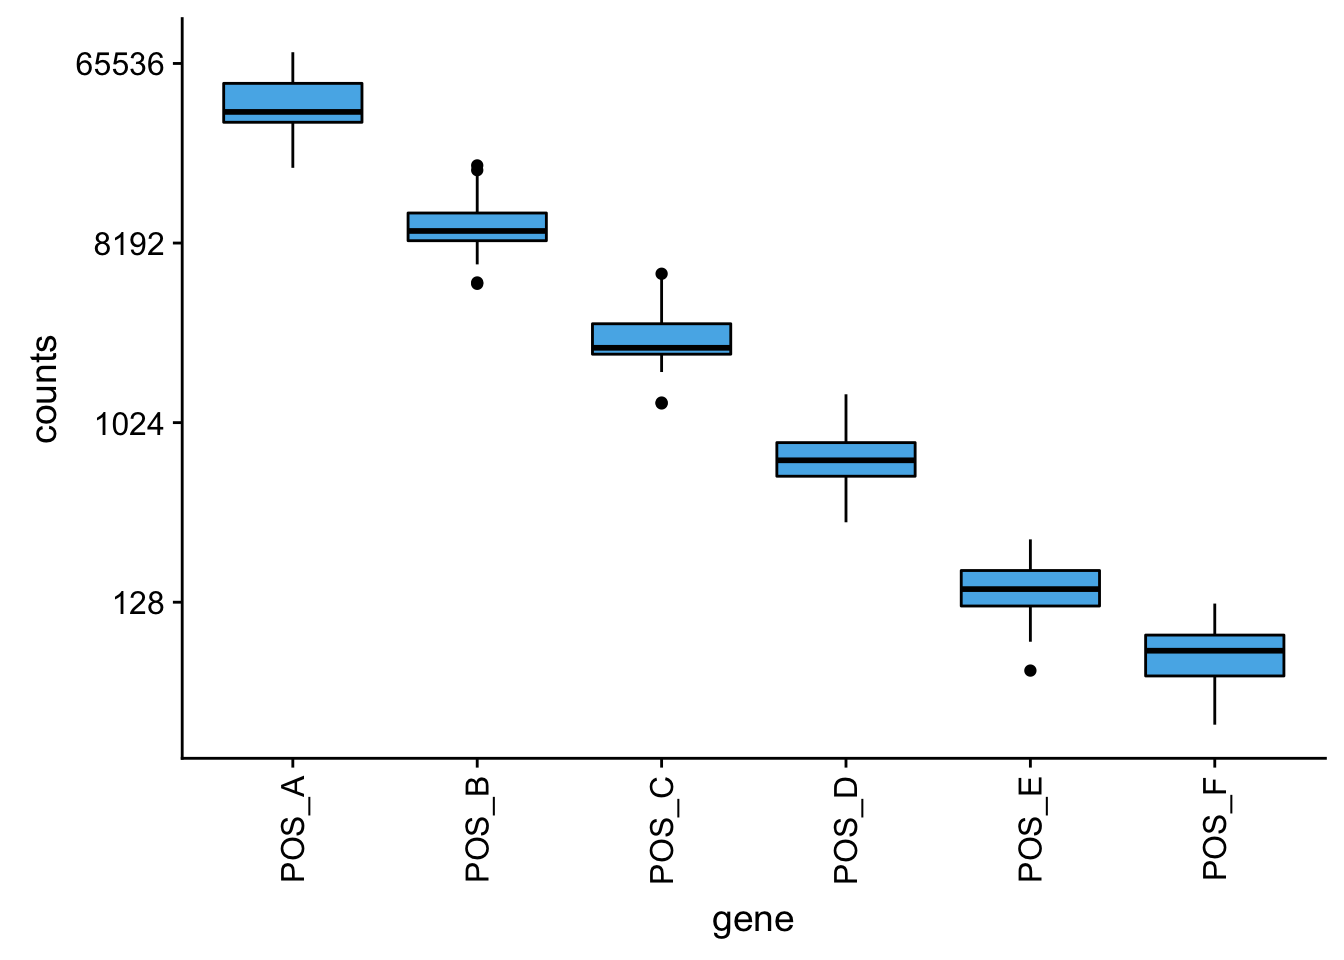 65536
8192
1024
128
counts
POS_A
POS_B
POS_C
POS_D
POS_E
POS_F
gene